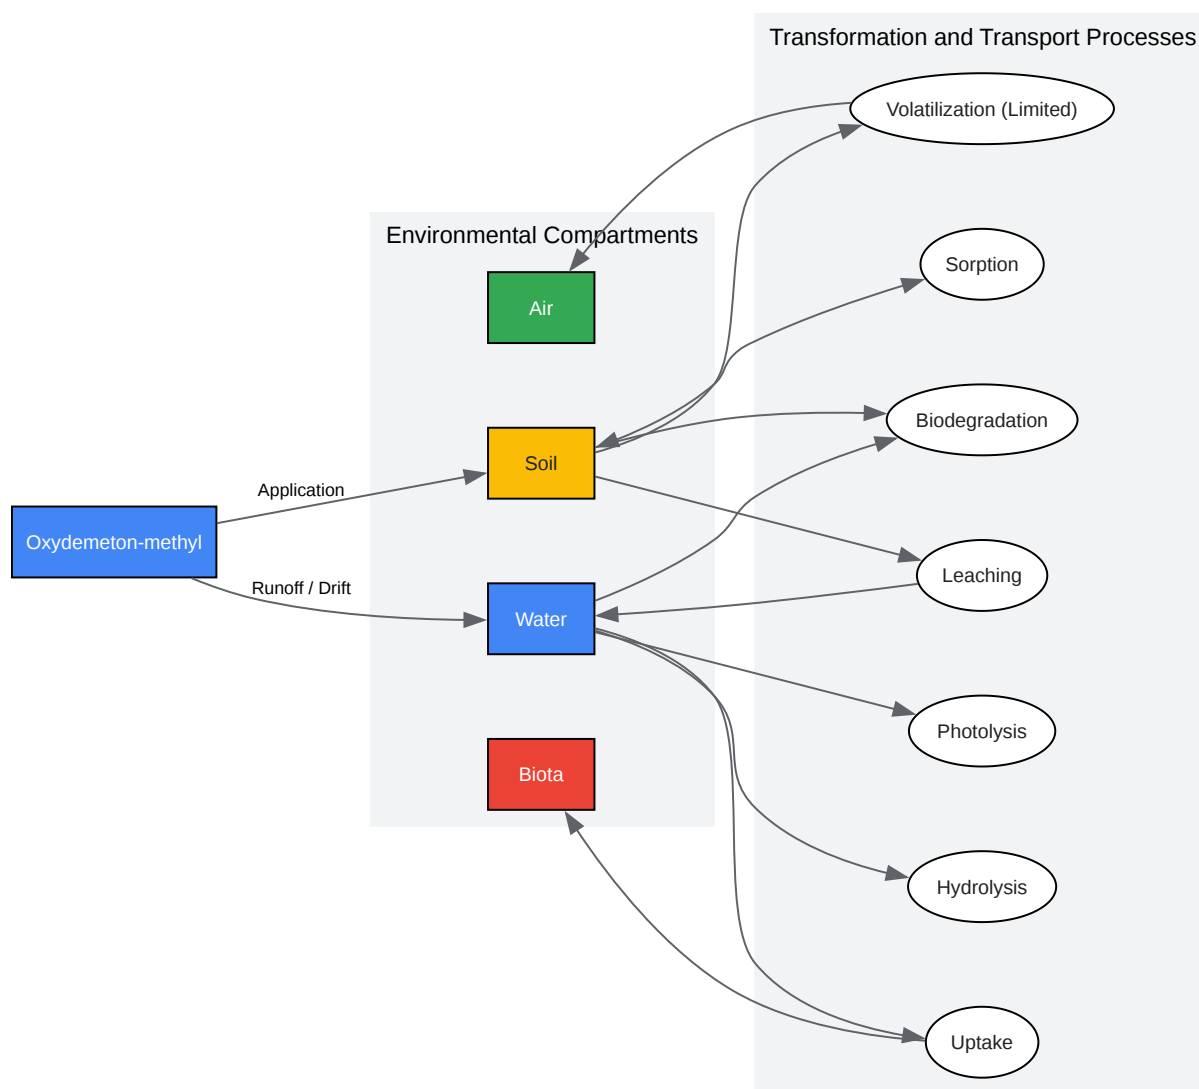 Transformation and Transport Processes
Volatilization (Limited)
Environmental Compartments
Sorption
Air
Biodegradation
Soil
Application
Oxydemeton-methyl
Leaching
Runoff / Drift
Water
Photolysis
Biota
Hydrolysis
Uptake